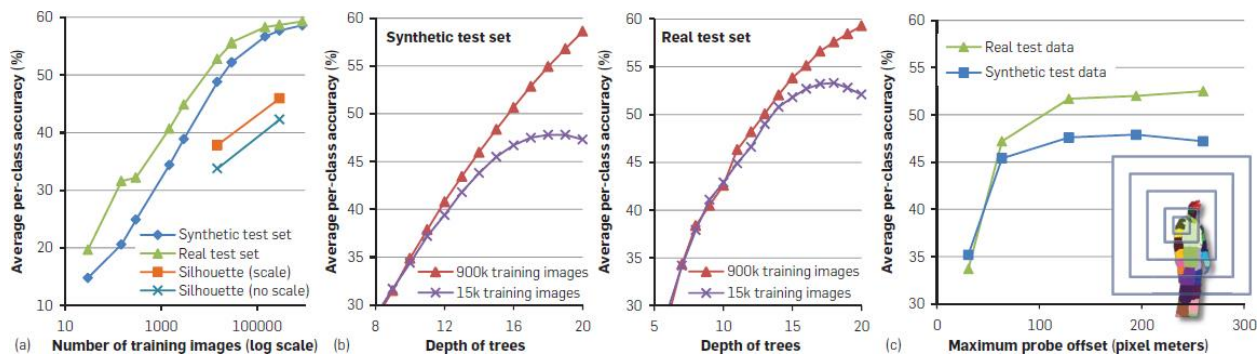 Average per-class accuracy (%)
60
50
40
30
20
10
Synthetic test set
Real test set
Silhouette (scale)
Silhouette (no scale)
10
1000
100000
(a)
Number of training images (log scale)
Average per-class accuracy (%)
60
55
50
45
40
35
30
Synthetic test set
900k training images
15k training images
8
12
16
20
(b)
Depth of trees
Average per-class accuracy (%)
60
55
50
45
40
35
30
Real test set
900k training images
15k training images
5
10
15
20
Depth of trees
Average per-class accuracy (%)
60
55
50
45
40
35
30
Real test data
Synthetic test data
0
100
200
300
(c)
Maximum probe offset (pixel meters)